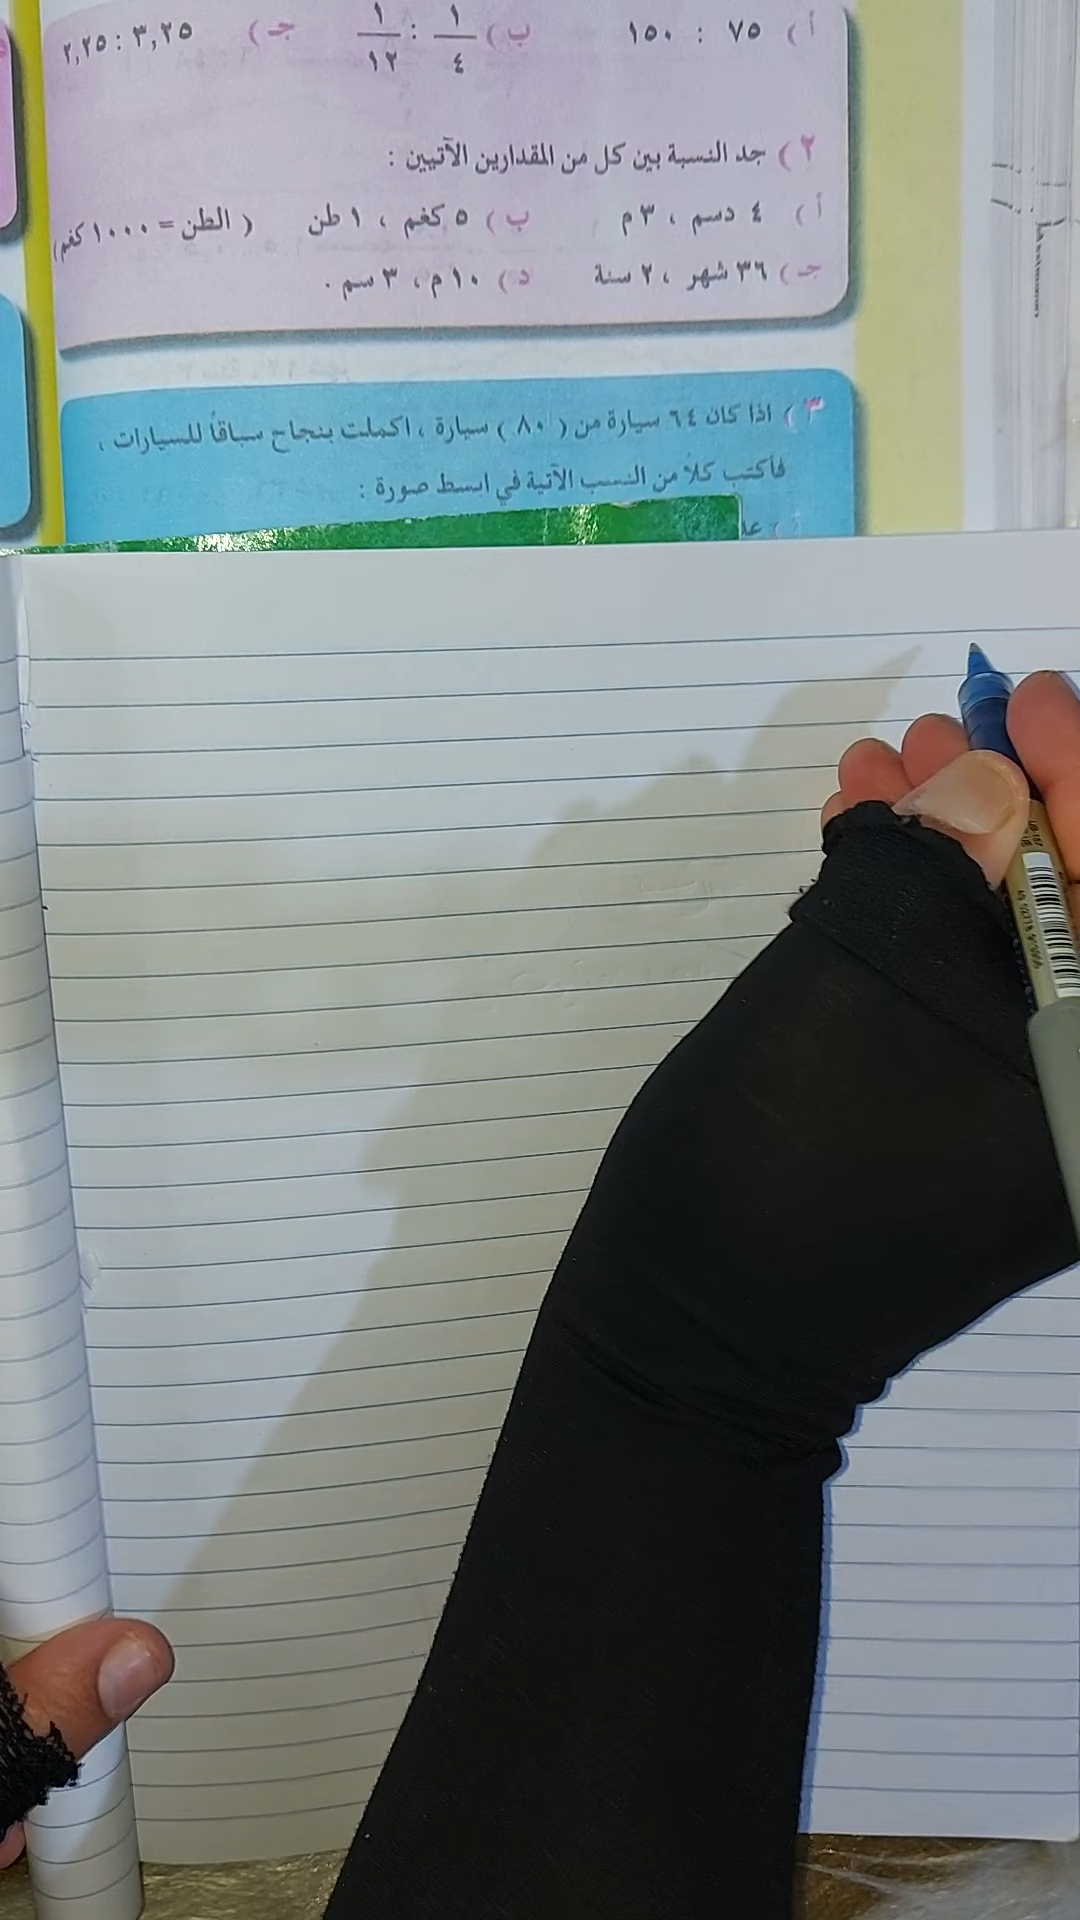 أ ) ٧٥ : ١٥٠ ب ) ١/٤ : ١/١٢ جـ ) ٣,٢٥ : ٢,٢٥
٢ ) جد النسبة بين كل من المقدارين الآتيين :
أ ) ٤ دسم ، ٣ م ب ) ٥ كغم ، ١ طن ( الطن = ١٠٠٠ كغم )
جـ ) ٣٦ شهر ، ٢ سنة د ) ١٠ م ، ٣ سم .
٣ ) اذا كان ٦٤ سيارة من ( ٨٠ ) سيارة ، اكملت بنجاح سباقاً للسيارات ،
فأكتب كلاً من النسب الآتية في ابسط صورة :